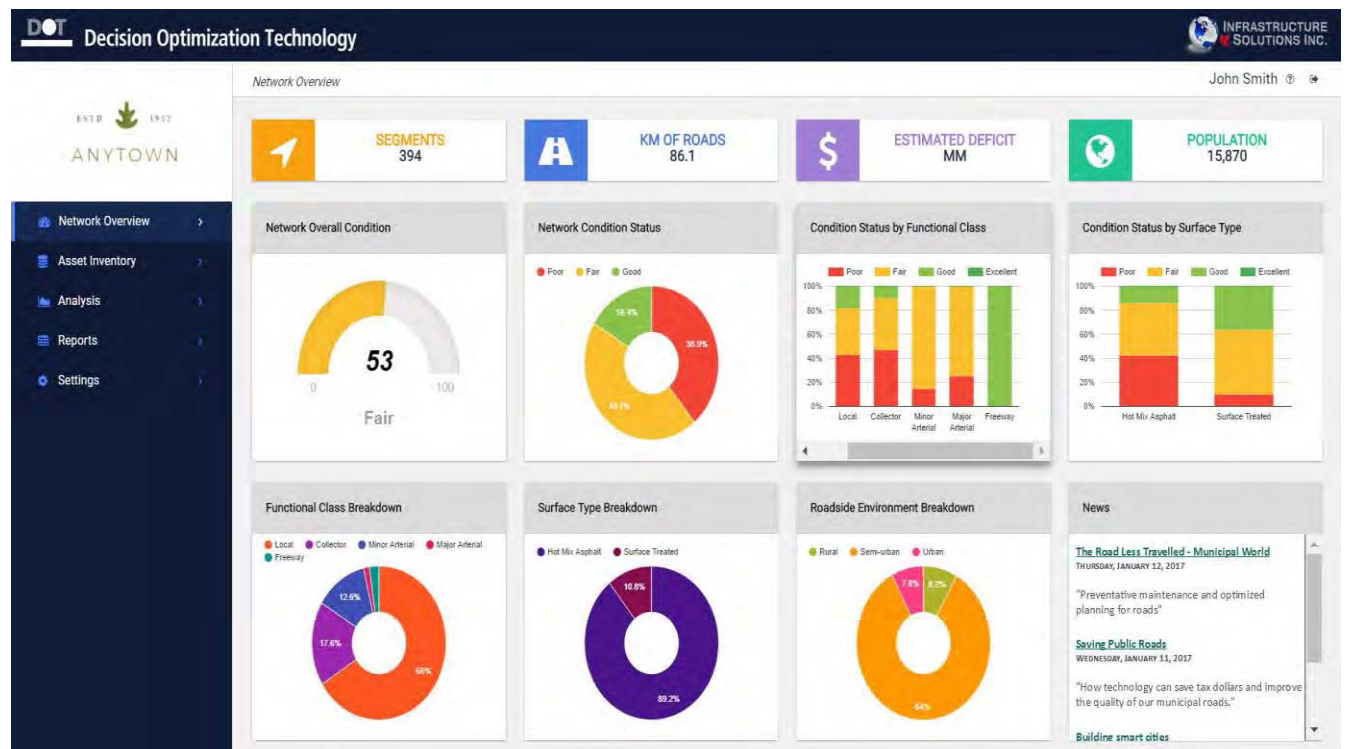 DOT Decision Optimization Technology
INFRASTRUCTURE
SOLUTIONS INC.
ESTD 1957
ANYTOWN
Network Overview
Asset Inventory
Analysis
Reports
Settings
Network Overview
John Smith
SEGMENTS
394
KM OF ROADS
86.1
ESTIMATED DEFICIT
MM
POPULATION
15,870
Network Overall Condition
53
0 100
Fair
Network Condition Status
Poor Fair Good
16.4%
38.9%
Condition Status by Functional Class
Poor Fair Good Excellent
100%
80%
60%
40%
20%
0%
Local Collector Minor Arterial Major Arterial Freeway
Condition Status by Surface Type
Poor Fair Good Excellent
100%
80%
60%
40%
20%
0%
Hot Mix Asphalt Surface Treated
Functional Class Breakdown
Local Collector Minor Arterial Major Arterial
Freeway
12.6%
17.6%
66%
Surface Type Breakdown
Hot Mix Asphalt Surface Treated
10.8%
89.2%
Roadside Environment Breakdown
Rural Semi-urban Urban
7.8% 8.2%
84%
News
The Road Less Travelled - Municipal World
THURSDAY, JANUARY 12, 2017
"Preventative maintenance and optimized
planning for roads"
Saving Public Roads
WEDNESDAY, JANUARY 11, 2017
"How technology can save tax dollars and improve
the quality of our municipal roads."
Building smart cities